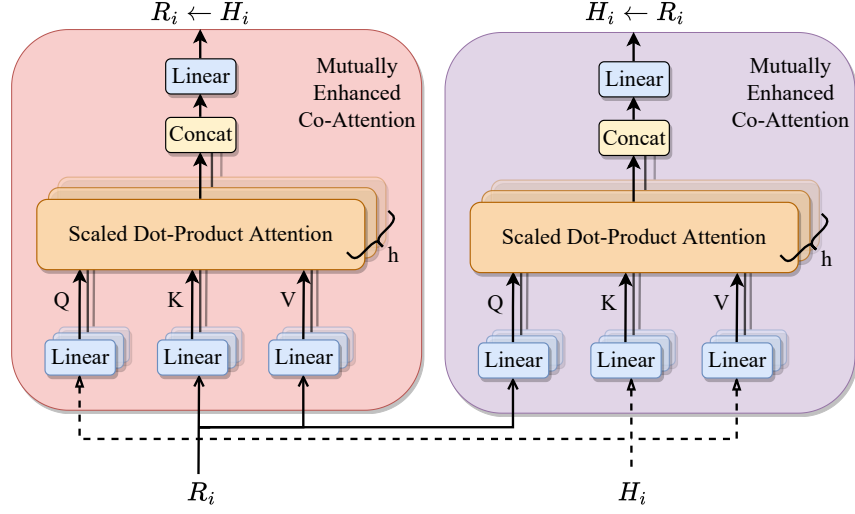 R_i ← H_i
Linear
Mutually
Enhanced
Co-Attention
Concat
Scaled Dot-Product Attention
h
Q
K
V
Linear
Linear
Linear
H_i ← R_i
Linear
Mutually
Enhanced
Co-Attention
Concat
Scaled Dot-Product Attention
h
Q
K
V
Linear
Linear
Linear
R_i
H_i